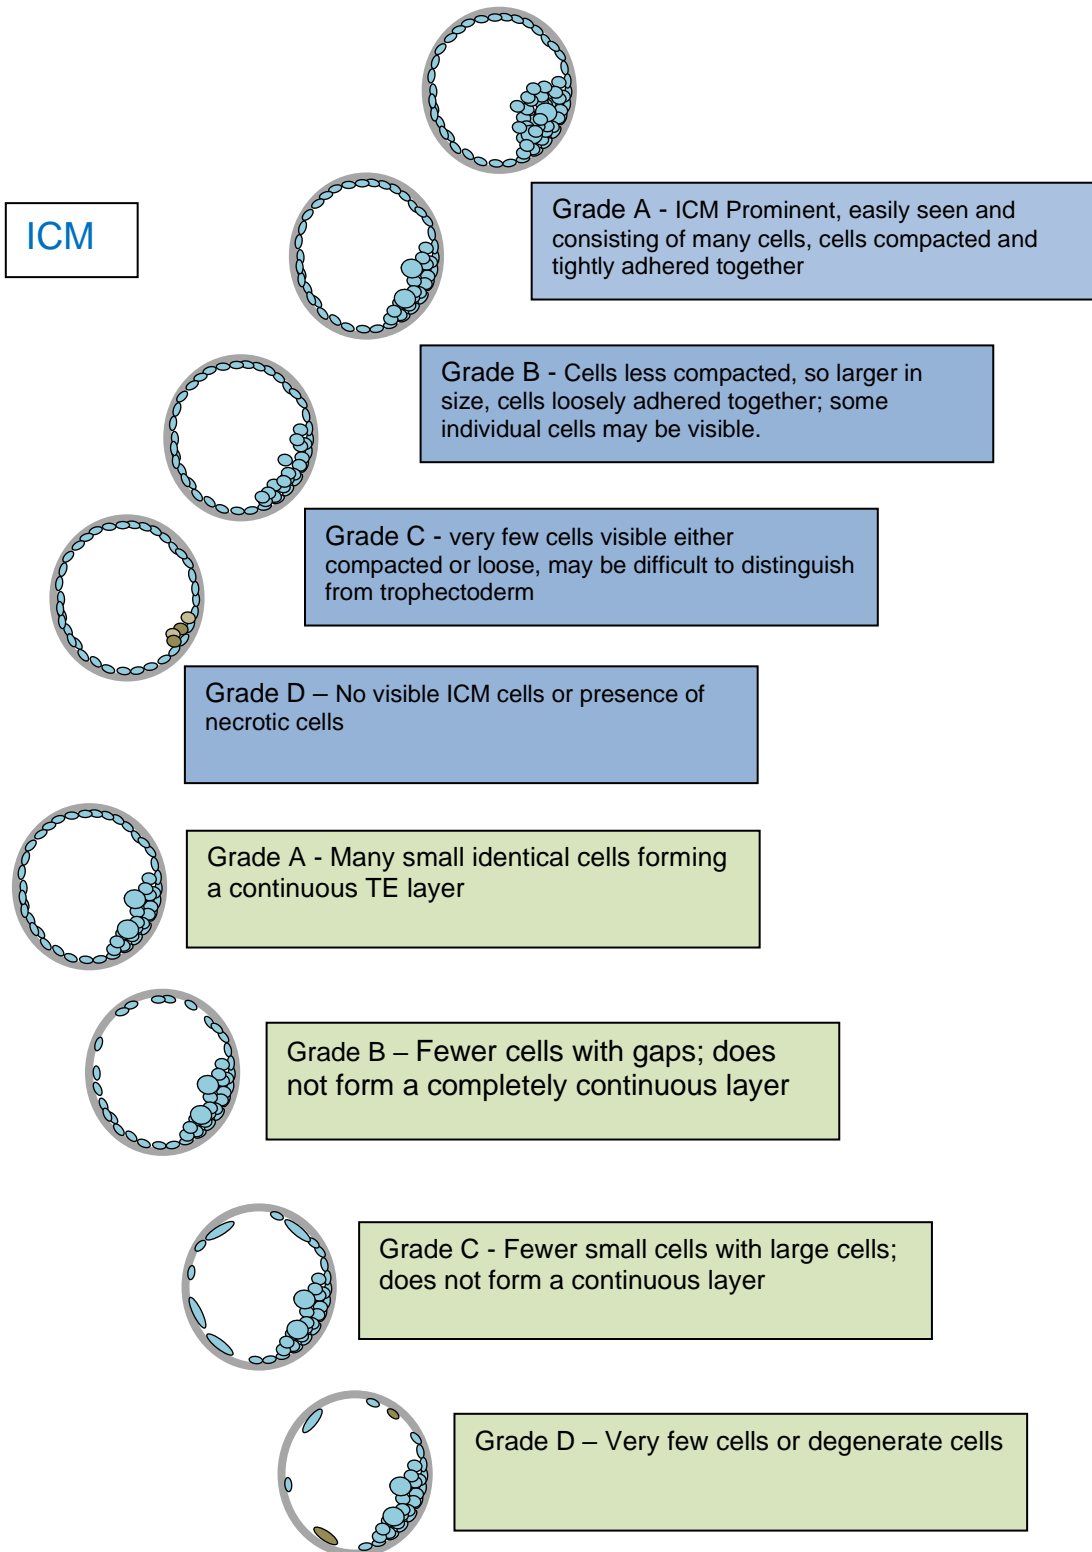 ICM
Grade A - ICM Prominent, easily seen and
consisting of many cells, cells compacted and
tightly adhered together
Grade B - Cells less compacted, so larger in
size, cells loosely adhered together; some
individual cells may be visible.
Grade C - very few cells visible either
compacted or loose, may be difficult to distinguish
from trophectoderm
Grade D – No visible ICM cells or presence of
necrotic cells
Grade A - Many small identical cells forming
a continuous TE layer
Grade B – Fewer cells with gaps; does
not form a completely continuous layer
Grade C - Fewer small cells with large cells;
does not form a continuous layer
Grade D – Very few cells or degenerate cells